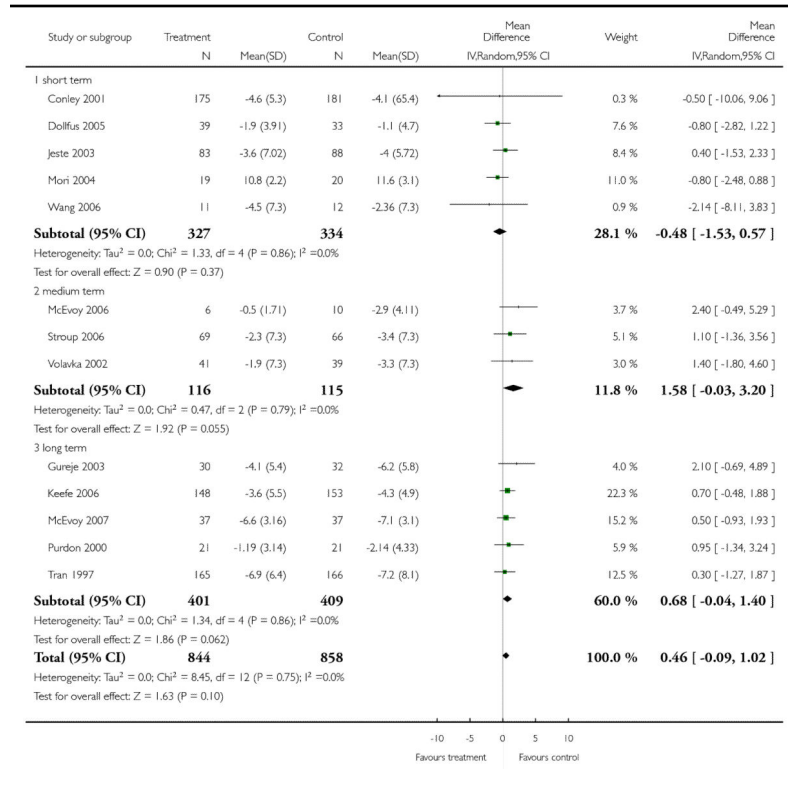 Study or subgroup Treatment Control Mean Difference Weight Mean Difference
N Mean(SD) N Mean(SD) IV,Random,95% CI IV,Random,95% CI
1 short term
Conley 2001 175 -4.6 (5.3) 181 -4.1 (65.4) 0.3 % -0.50 [ -10.06, 9.06 ]
Dollfus 2005 39 -1.9 (3.91) 33 -1.1 (4.7) 7.6 % -0.80 [ -2.82, 1.22 ]
Jeste 2003 83 -3.6 (7.02) 88 -4 (5.72) 8.4 % 0.40 [ -1.53, 2.33 ]
Mori 2004 19 10.8 (2.2) 20 11.6 (3.1) 11.0 % -0.80 [ -2.48, 0.88 ]
Wang 2006 11 -4.5 (7.3) 12 -2.36 (7.3) 0.9 % -2.14 [ -8.11, 3.83 ]
Subtotal (95% CI) 327 334 28.1 % -0.48 [ -1.53, 0.57 ]
Heterogeneity: Tau² = 0.0; Chi² = 1.33, df = 4 (P = 0.86); I² =0.0%
Test for overall effect: Z = 0.90 (P = 0.37)
2 medium term
McEvoy 2006 6 -0.5 (1.71) 10 -2.9 (4.11) 3.7 % 2.40 [ -0.49, 5.29 ]
Stroup 2006 69 -2.3 (7.3) 66 -3.4 (7.3) 5.1 % 1.10 [ -1.36, 3.56 ]
Volavka 2002 41 -1.9 (7.3) 39 -3.3 (7.3) 3.0 % 1.40 [ -1.80, 4.60 ]
Subtotal (95% CI) 116 115 11.8 % 1.58 [ -0.03, 3.20 ]
Heterogeneity: Tau² = 0.0; Chi² = 0.47, df = 2 (P = 0.79); I² =0.0%
Test for overall effect: Z = 1.92 (P = 0.055)
3 long term
Gureje 2003 30 -4.1 (5.4) 32 -6.2 (5.8) 4.0 % 2.10 [ -0.69, 4.89 ]
Keefe 2006 148 -3.6 (5.5) 153 -4.3 (4.9) 22.3 % 0.70 [ -0.48, 1.88 ]
McEvoy 2007 37 -6.6 (3.16) 37 -7.1 (3.1) 15.2 % 0.50 [ -0.93, 1.93 ]
Purdon 2000 21 -1.19 (3.14) 21 -2.14 (4.33) 5.9 % 0.95 [ -1.34, 3.24 ]
Tran 1997 165 -6.9 (6.4) 166 -7.2 (8.1) 12.5 % 0.30 [ -1.27, 1.87 ]
Subtotal (95% CI) 401 409 60.0 % 0.68 [ -0.04, 1.40 ]
Heterogeneity: Tau² = 0.0; Chi² = 1.34, df = 4 (P = 0.86); I² =0.0%
Test for overall effect: Z = 1.86 (P = 0.062)
Total (95% CI) 844 858 100.0 % 0.46 [ -0.09, 1.02 ]
Heterogeneity: Tau² = 0.0; Chi² = 8.45, df = 12 (P = 0.75); I² =0.0%
Test for overall effect: Z = 1.63 (P = 0.10)
-10 -5 0 5 10
Favours treatment Favours control